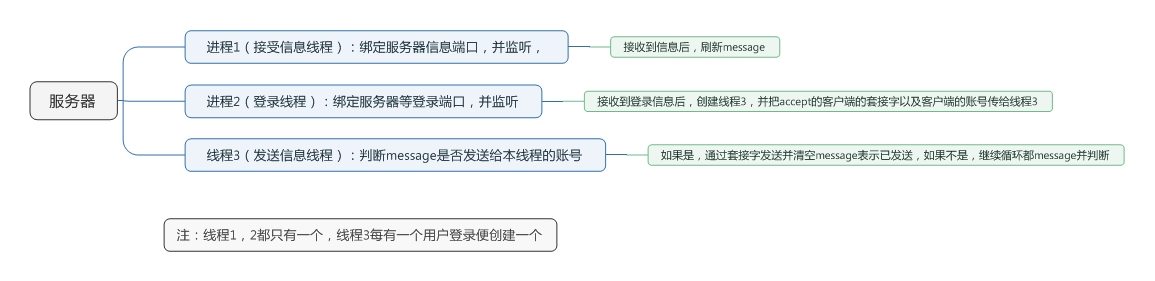 服务器
进程1（接受信息线程）：绑定服务器信息端口，并监听，
接收到信息后，刷新message
进程2（登录线程）：绑定服务器等登录端口，并监听
接收到登录信息后，创建线程3，并把accept的客户端的套接字以及客户端的账号传给线程3
线程3（发送信息线程）：判断message是否发送给本线程的账号
如果是，通过套接字发送并清空message表示已发送，如果不是，继续循环都message并判断
注：线程1，2都只有一个，线程3每有一个用户登录便创建一个